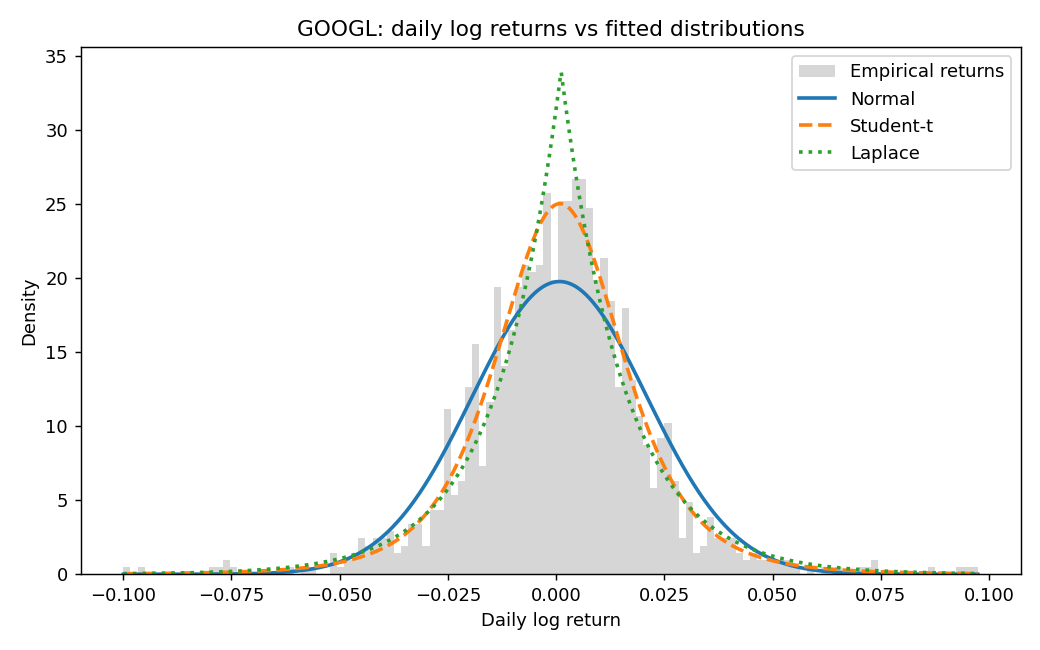 GOOGL: daily log returns vs fitted distributions
Empirical returns
Normal
Student-t
Laplace
35
30
25
20
15
10
5
0
Density
−0.100 −0.075 −0.050 −0.025 0.000 0.025 0.050 0.075 0.100
Daily log return